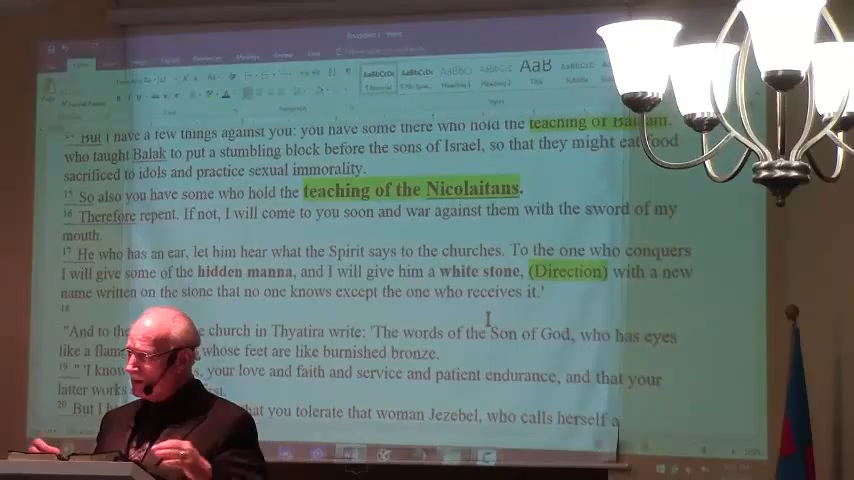 AaBbCcDc AaBbCcDc AaBbCc AaBbCcC AaB AaBbCcC
But I have a few things against you: you have some there who hold the teaching of Balaam,
who taught Balak to put a stumbling block before the sons of Israel, so that they might eat food
sacrificed to idols and practice sexual immorality.
15 So also you have some who hold the teaching of the Nicolaitans.
16 Therefore repent. If not, I will come to you soon and war against them with the sword of my
mouth.
17 He who has an ear, let him hear what the Spirit says to the churches. To the one who conquers
I will give some of the hidden manna, and I will give him a white stone, (Direction) with a new
name written on the stone that no one knows except the one who receives it.'
18
"And to the church in Thyatira write: 'The words of the Son of God, who has eyes
like a whose feet are like burnished bronze.
19 "'I your love and faith and service and patient endurance, and that your
latter works
20 But I that you tolerate that woman Jezebel, who calls herself a